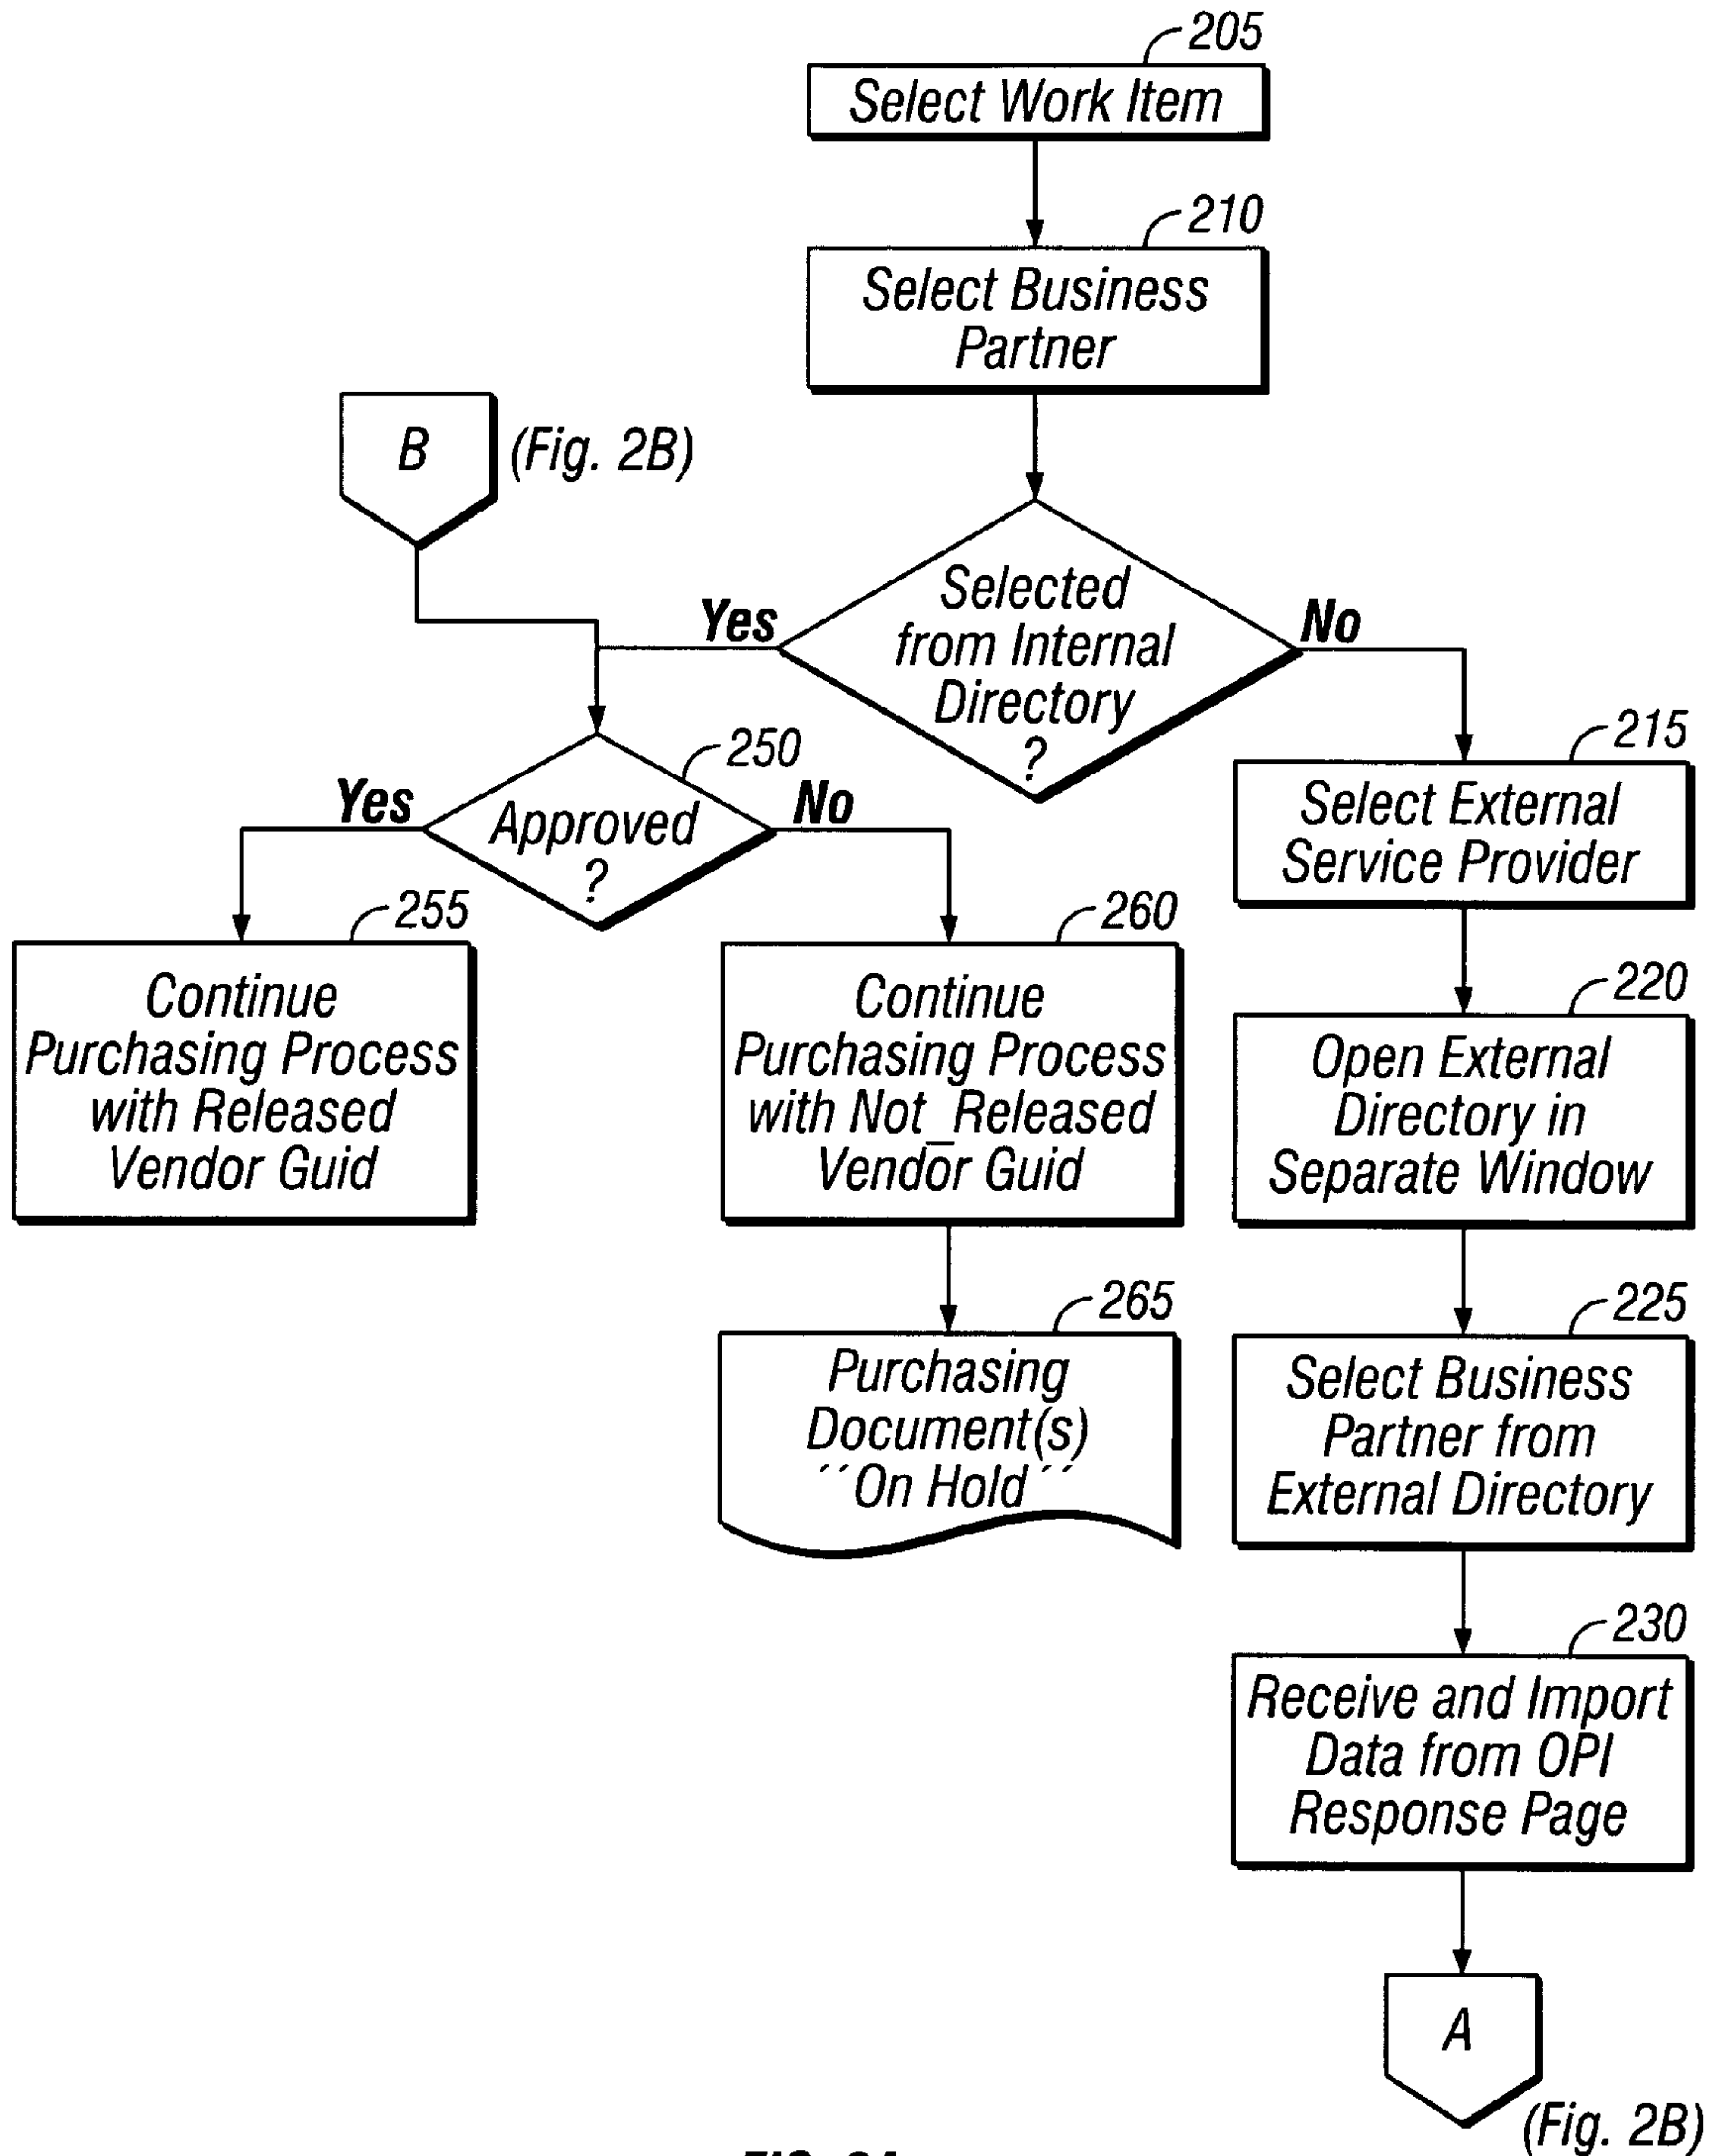 205
Select Work Item
210
Select Business
Partner
B
(Fig. 2B)
Selected
from Internal
Directory
?
Yes
No
250
Approved
?
Yes
No
215
Select External
Service Provider
255
Continue
Purchasing Process
with Released
Vendor Guid
260
Continue
Purchasing Process
with Not_Released
Vendor Guid
220
Open External
Directory in
Separate Window
265
Purchasing
Document(s)
´´On Hold´´
225
Select Business
Partner from
External Directory
230
Receive and Import
Data from OPI
Response Page
A
(Fig. 2B)